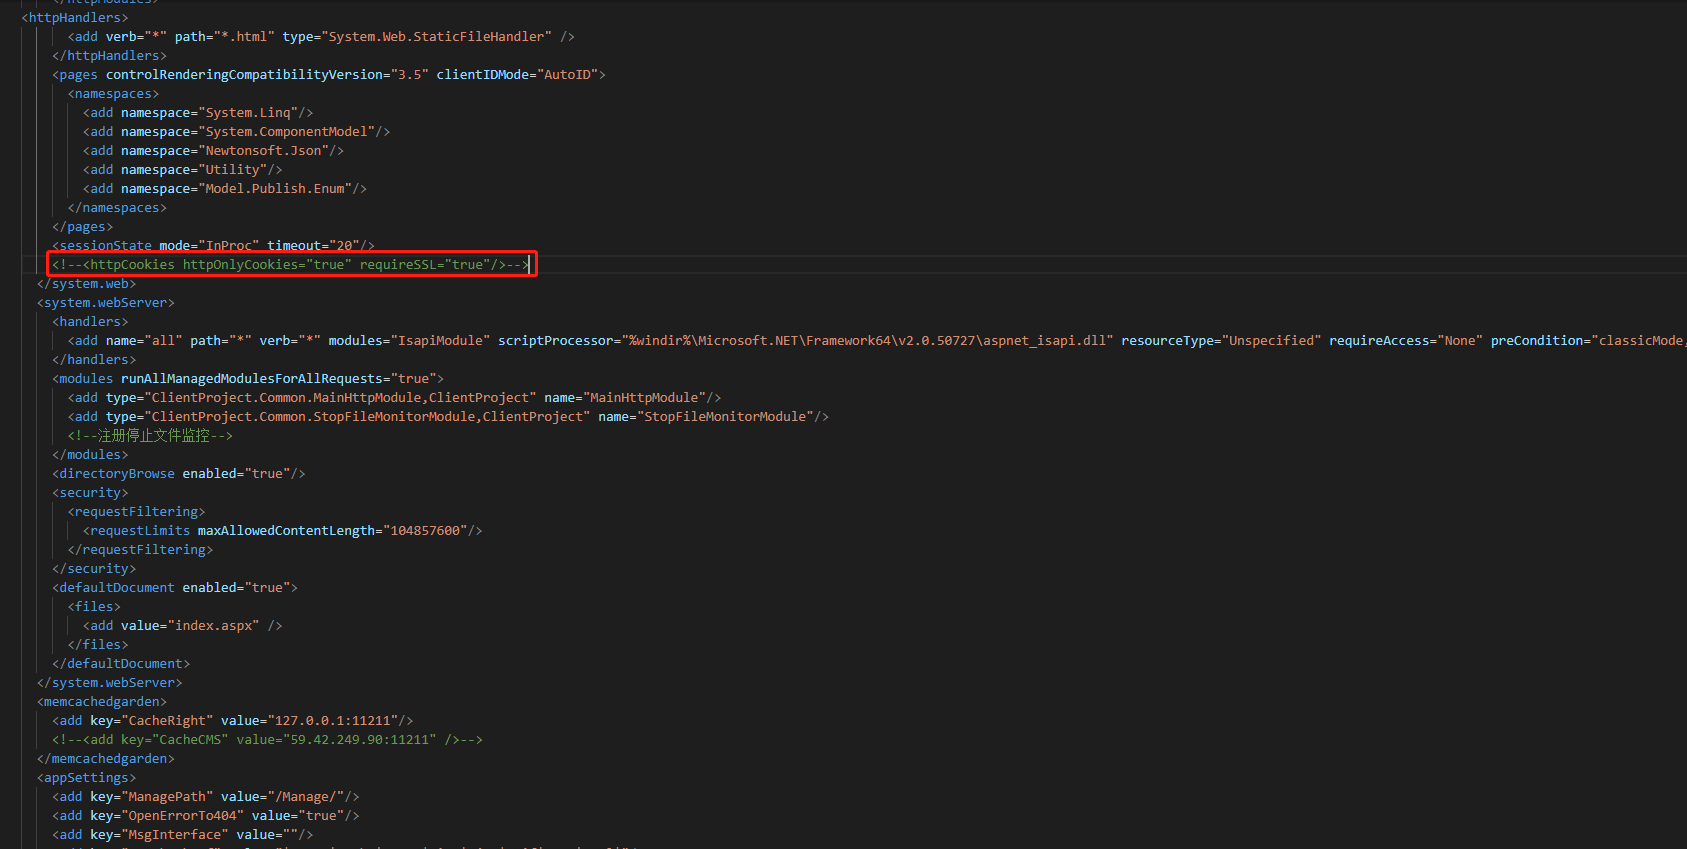 </httpModules>
<httpHandlers>
<add verb="*" path="*.html" type="System.Web.StaticFileHandler" />
</httpHandlers>
<pages controlRenderingCompatibilityVersion="3.5" clientIDMode="AutoID">
<namespaces>
<add namespace="System.Linq"/>
<add namespace="System.ComponentModel"/>
<add namespace="Newtonsoft.Json"/>
<add namespace="Utility"/>
<add namespace="Model.Publish.Enum"/>
</namespaces>
</pages>
<sessionState mode="InProc" timeout="20"/>
<!--<httpCookies httpOnlyCookies="true" requireSSL="true"/>-->
</system.web>
<system.webServer>
<handlers>
<add name="all" path="*" verb="*" modules="IsapiModule" scriptProcessor="%windir%\Microsoft.NET\Framework64\v2.0.50727\aspnet_isapi.dll" resourceType="Unspecified" requireAccess="None" preCondition="classicMode,
</handlers>
<modules runAllManagedModulesForAllRequests="true">
<add type="ClientProject.Common.MainHttpModule,ClientProject" name="MainHttpModule"/>
<add type="ClientProject.Common.StopFileMonitorModule,ClientProject" name="StopFileMonitorModule"/>
<!--注册停止文件监控-->
</modules>
<directoryBrowse enabled="true"/>
<security>
<requestFiltering>
<requestLimits maxAllowedContentLength="104857600"/>
</requestFiltering>
</security>
<defaultDocument enabled="true">
<files>
<add value="index.aspx" />
</files>
</defaultDocument>
</system.webServer>
<memcachedgarden>
<add key="CacheRight" value="127.0.0.1:11211"/>
<!--<add key="CacheCMS" value="59.42.249.90:11211" />-->
</memcachedgarden>
<appSettings>
<add key="ManagePath" value="/Manage/"/>
<add key="OpenErrorTo404" value="true"/>
<add key="MsgInterface" value=""/>